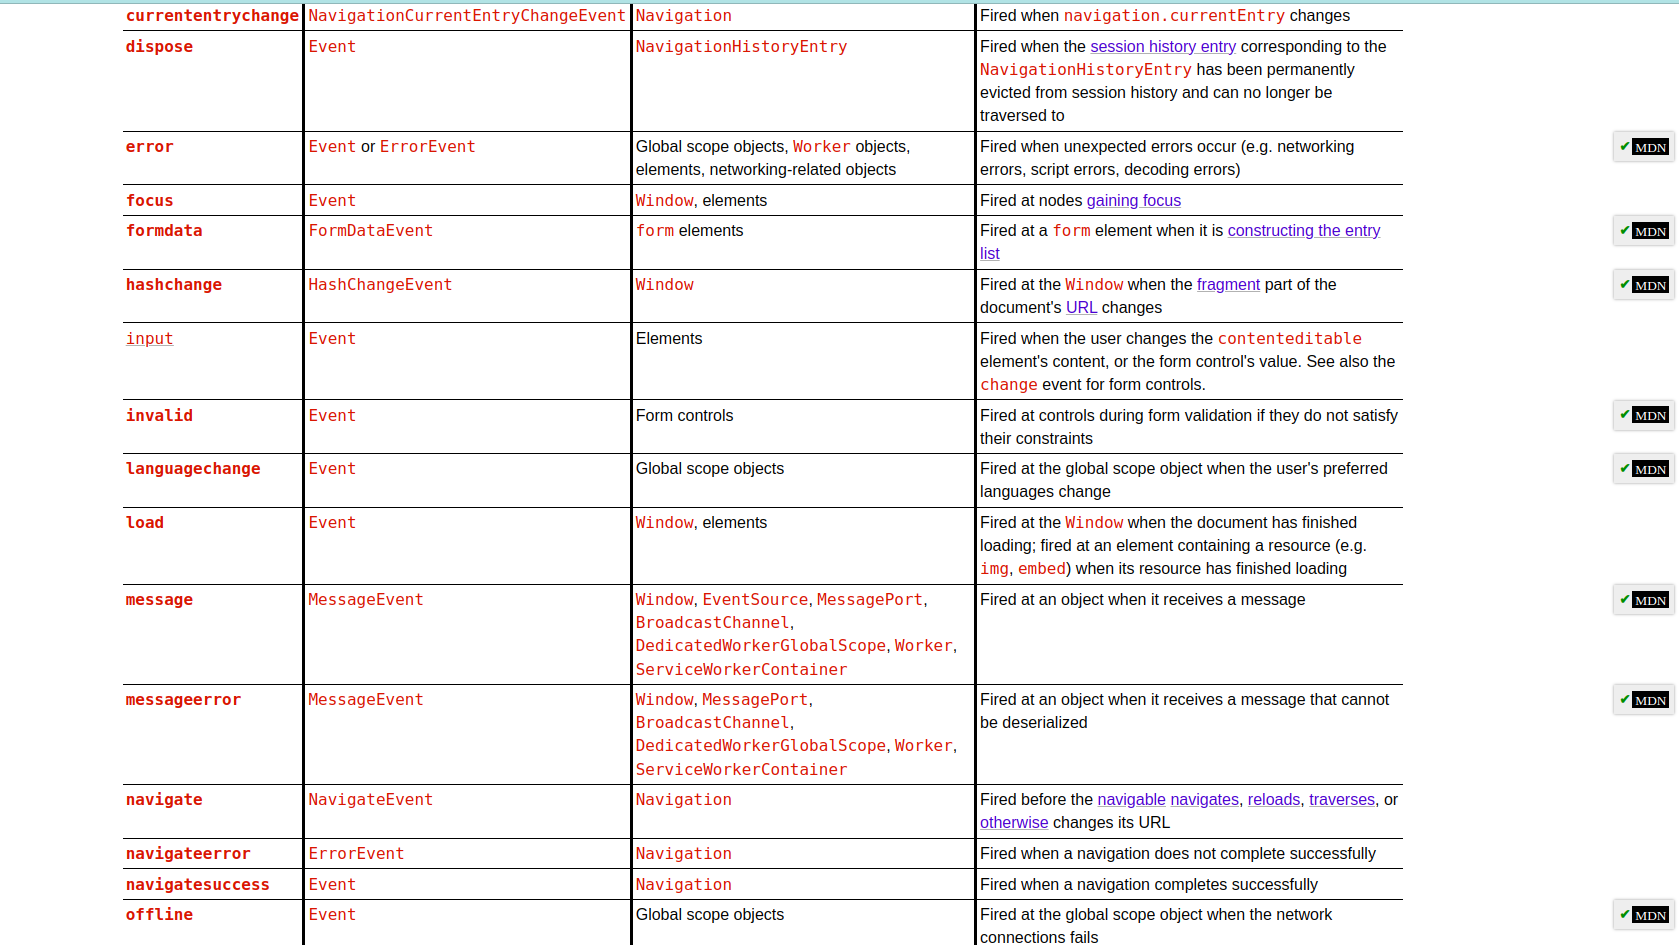 currententrychange NavigationCurrentEntryChangeEvent Navigation Fired when navigation.currentEntry changes
dispose Event NavigationHistoryEntry Fired when the session history entry corresponding to the
NavigationHistoryEntry has been permanently
evicted from session history and can no longer be
traversed to
error Event or ErrorEvent Global scope objects, Worker objects, Fired when unexpected errors occur (e.g. networking ✔ MDN
elements, networking-related objects errors, script errors, decoding errors)
focus Event Window, elements Fired at nodes gaining focus
formdata FormDataEvent form elements Fired at a form element when it is constructing the entry ✔ MDN
list
hashchange HashChangeEvent Window Fired at the Window when the fragment part of the ✔ MDN
document's URL changes
input Event Elements Fired when the user changes the contenteditable
element's content, or the form control's value. See also the
change event for form controls.
invalid Event Form controls Fired at controls during form validation if they do not satisfy ✔ MDN
their constraints
languagechange Event Global scope objects Fired at the global scope object when the user's preferred ✔ MDN
languages change
load Event Window, elements Fired at the Window when the document has finished
loading; fired at an element containing a resource (e.g.
img, embed) when its resource has finished loading
message MessageEvent Window, EventSource, MessagePort, Fired at an object when it receives a message ✔ MDN
BroadcastChannel,
DedicatedWorkerGlobalScope, Worker,
ServiceWorkerContainer
messageerror MessageEvent Window, MessagePort, Fired at an object when it receives a message that cannot ✔ MDN
BroadcastChannel, be deserialized
DedicatedWorkerGlobalScope, Worker,
ServiceWorkerContainer
navigate NavigateEvent Navigation Fired before the navigable navigates, reloads, traverses, or
otherwise changes its URL
navigateerror ErrorEvent Navigation Fired when a navigation does not complete successfully
navigatesuccess Event Navigation Fired when a navigation completes successfully
offline Event Global scope objects Fired at the global scope object when the network ✔ MDN
connections fails